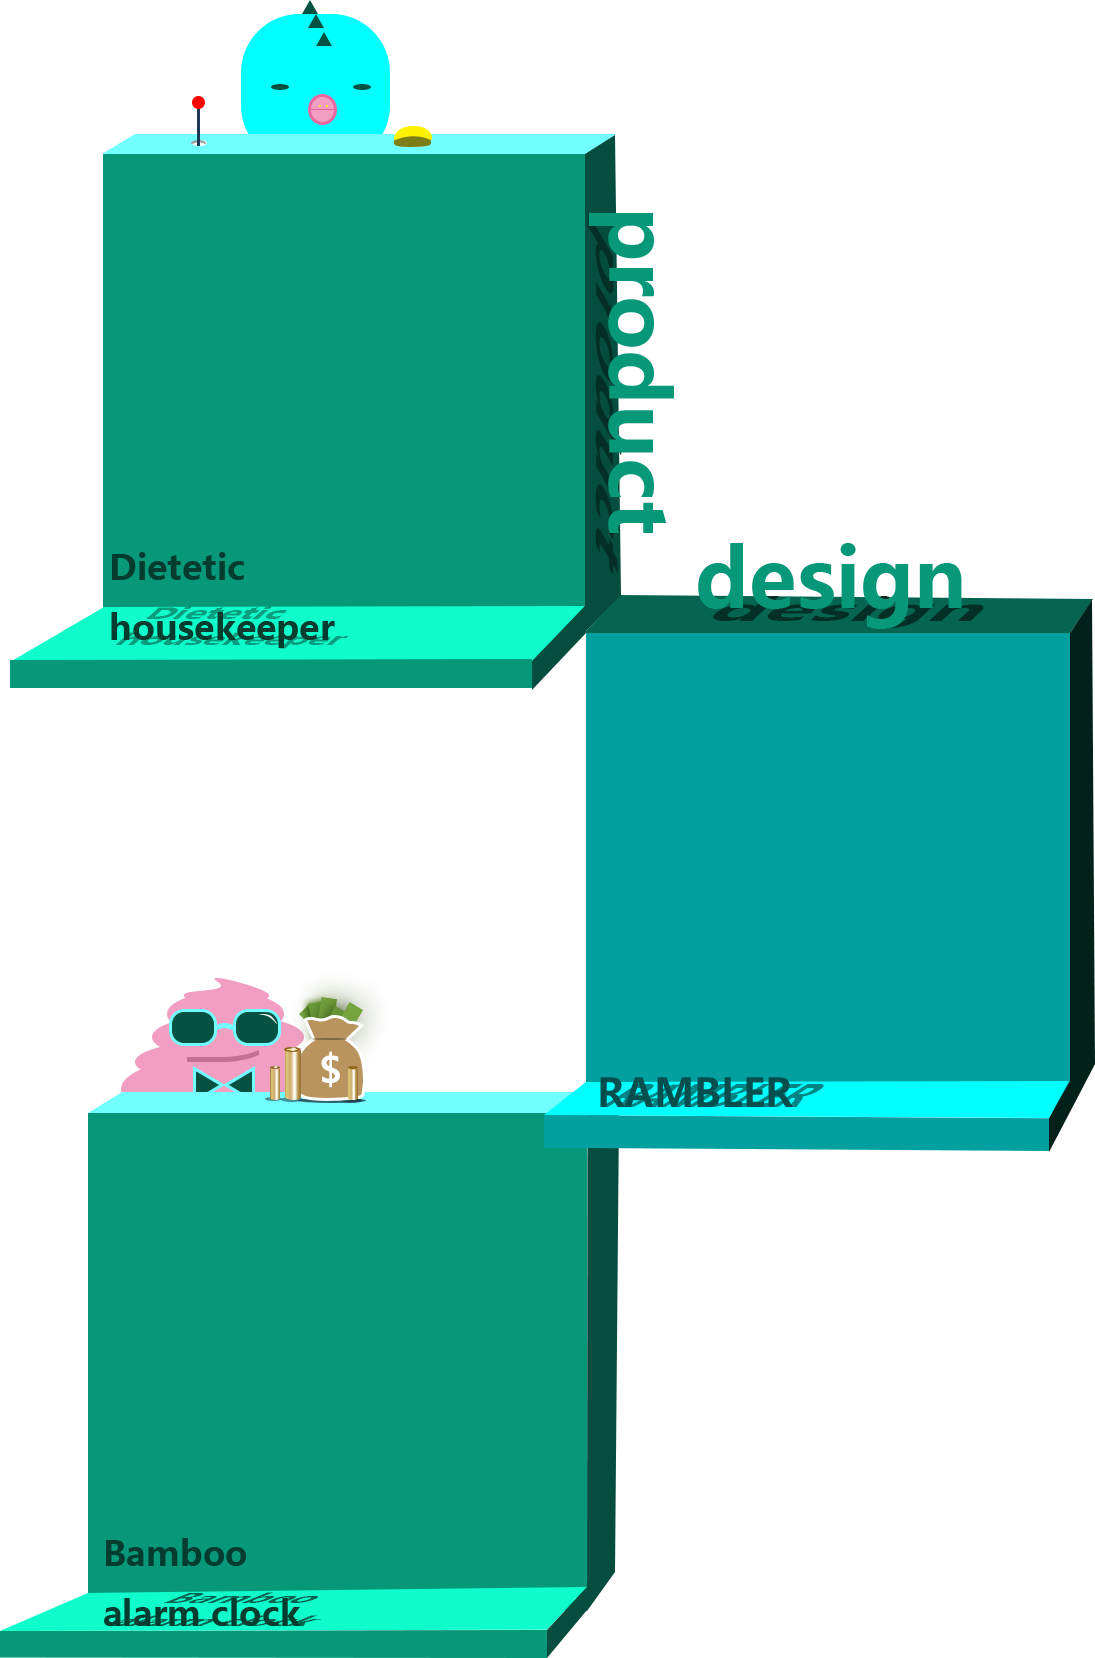 product
design
Dietetic
housekeeper
RAMBLER
$
Bamboo
alarm clock